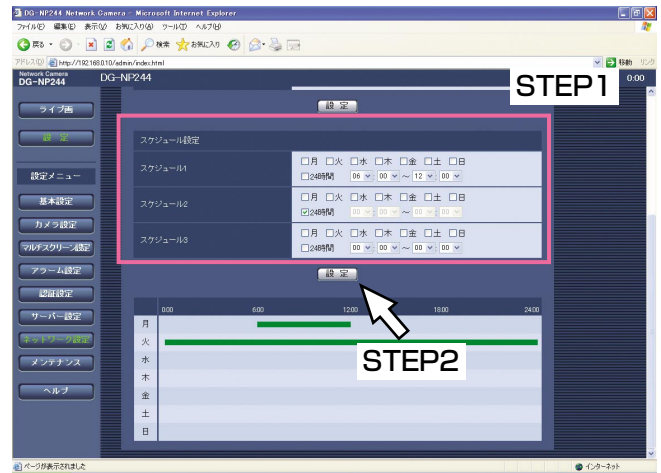 DG-NP244 Network Camera - Microsoft Internet Explorer
ファイル(F) 編集(E) 表示(V) お気に入り(A) ツール(T) ヘルプ(H)
戻る 検索 お気に入り
アドレス(D) http://192.168.0.10/admin/index.html 移動 リンク
Network Camera
DG-NP244 DG-NP244 STEP1 0:00
ライブ画
設 定
設定メニュー
基本設定
カメラ設定
マルチスクリーン設定
アラーム設定
認証設定
サーバー設定
ネットワーク設定
メンテナンス
ヘルプ
設 定
スケジュール設定
スケジュール1 月 火 水 木 金 土 日
24時間 06 : 00 ～ 12 : 00
スケジュール2 月 火 水 木 金 土 日
24時間 00 : 00 ～ 00 : 00
スケジュール3 月 火 水 木 金 土 日
24時間 00 : 00 ～ 00 : 00
設 定
STEP2
0:00 6:00 12:00 18:00 24:00
月
火
水
木
金
土
日
ページが表示されました インターネット